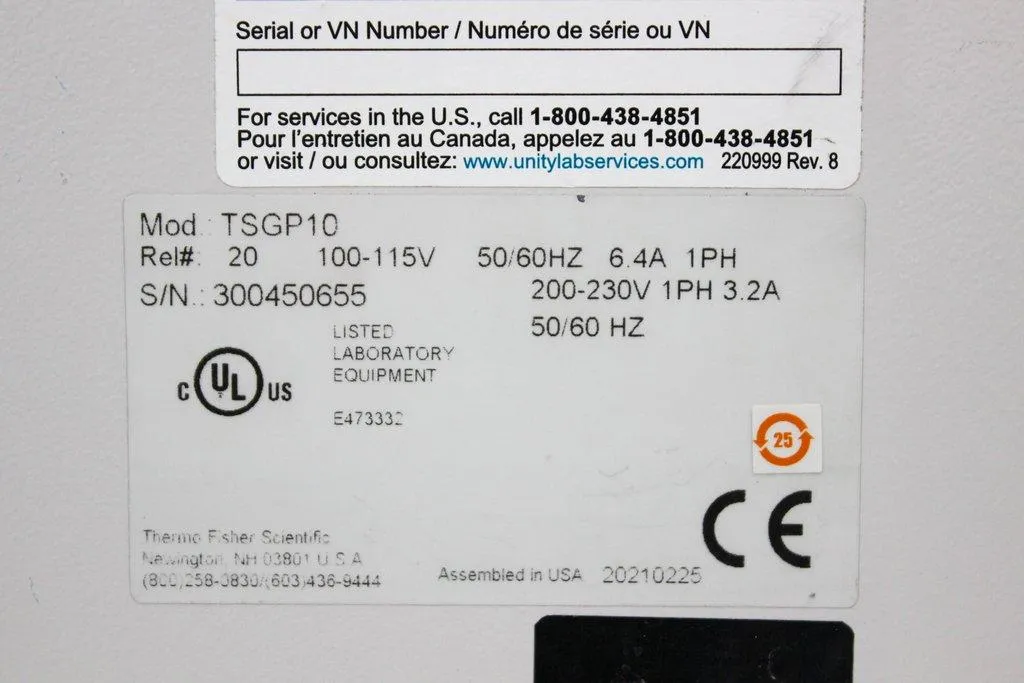 Serial or VN Number / Numéro de série ou VN
For services in the U.S., call 1-800-438-4851
Pour l'entretien au Canada, appelez au 1-800-438-4851
or visit / ou consultez: www.unitylabservices.com 220999 Rev. 8
Mod.: TSGP10
Rel#: 20 100-115V 50/60HZ 6.4A 1PH
S/N.: 300450655 200-230V 1PH 3.2A
50/60 HZ
LISTED
LABORATORY
EQUIPMENT
C UL US
E473332
25
CE
Thermo Fisher Scientific
Newington, NH 03801 U.S.A
(800)258-0830/(603)436-9444
Assembled in USA 20210225